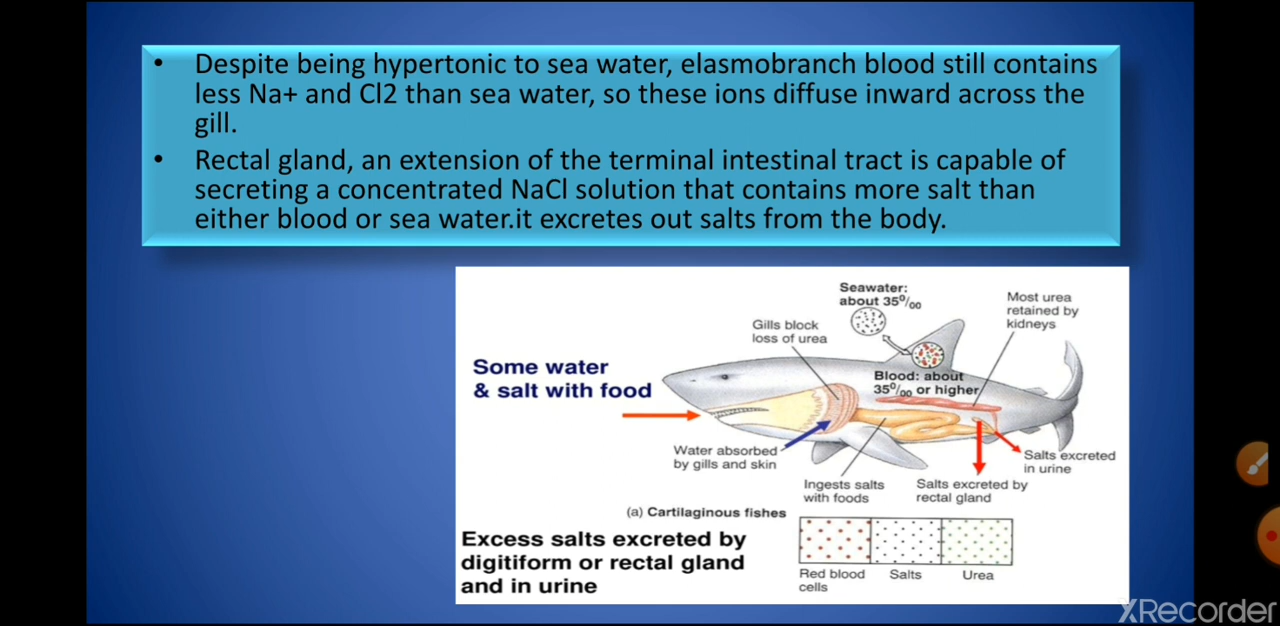 • Despite being hypertonic to sea water, elasmobranch blood still contains
less Na+ and Cl2 than sea water, so these ions diffuse inward across the
gill.
• Rectal gland, an extension of the terminal intestinal tract is capable of
secreting a concentrated NaCl solution that contains more salt than
either blood or sea water.it excretes out salts from the body.
Seawater:
about 35⁰/₀₀
Most urea
retained by
kidneys
Gills block
loss of urea
Some water
& salt with food
Blood: about
35⁰/₀₀ or higher
Water absorbed
by gills and skin
Salts excreted
in urine
Ingests salts
with foods
Salts excreted by
rectal gland
(a) Cartilaginous fishes
Excess salts excreted by
digitiform or rectal gland
and in urine
Red blood
cells
Salts
Urea
XRecorder